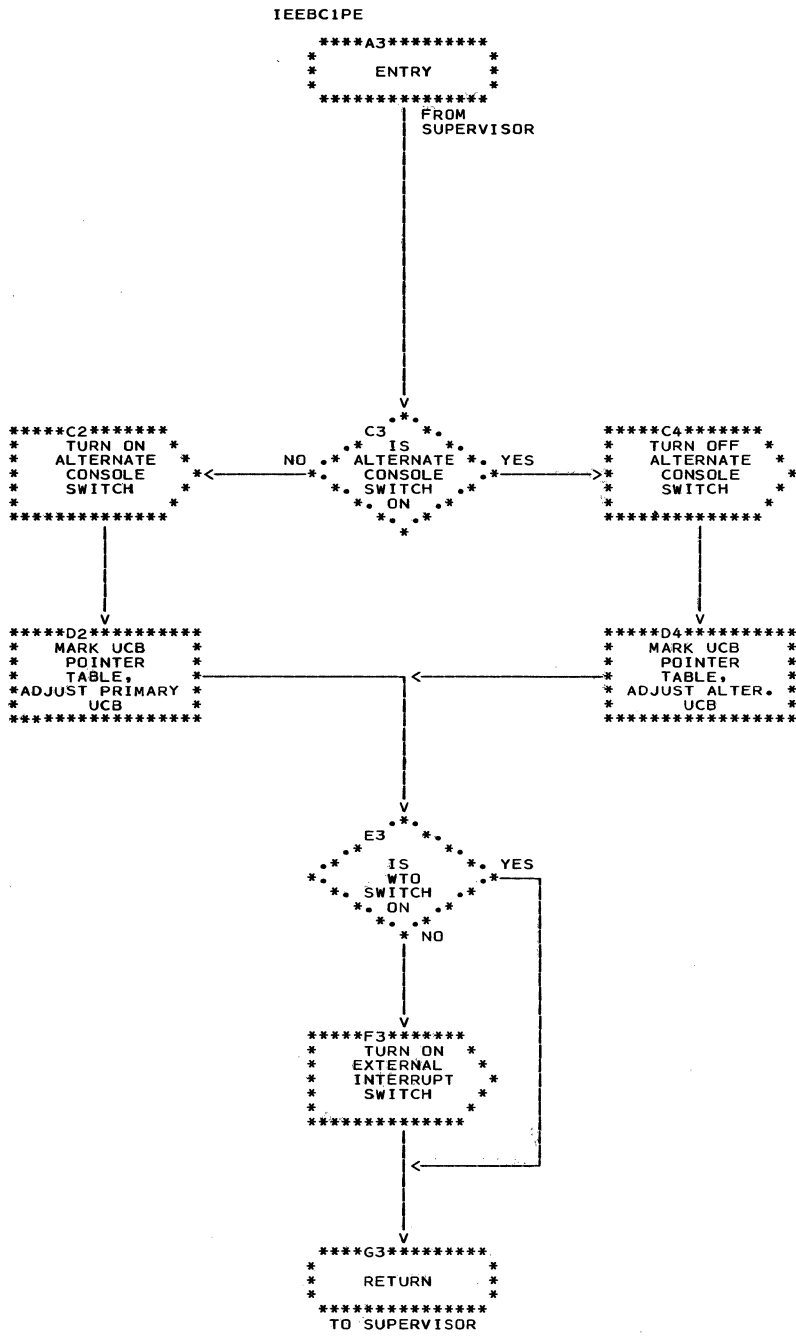 IEEBC1PE
A3
ENTRY
FROM
SUPERVISOR
C2
TURN ON
ALTERNATE
CONSOLE
SWITCH
NO
C3
IS
ALTERNATE
CONSOLE
SWITCH
ON
YES
C4
TURN OFF
ALTERNATE
CONSOLE
SWITCH
D2
MARK UCB
POINTER
TABLE,
ADJUST PRIMARY
UCB
D4
MARK UCB
POINTER
TABLE,
ADJUST ALTER.
UCB
E3
IS
WTO
SWITCH
ON
YES
NO
F3
TURN ON
EXTERNAL
INTERRUPT
SWITCH
G3
RETURN
TO SUPERVISOR